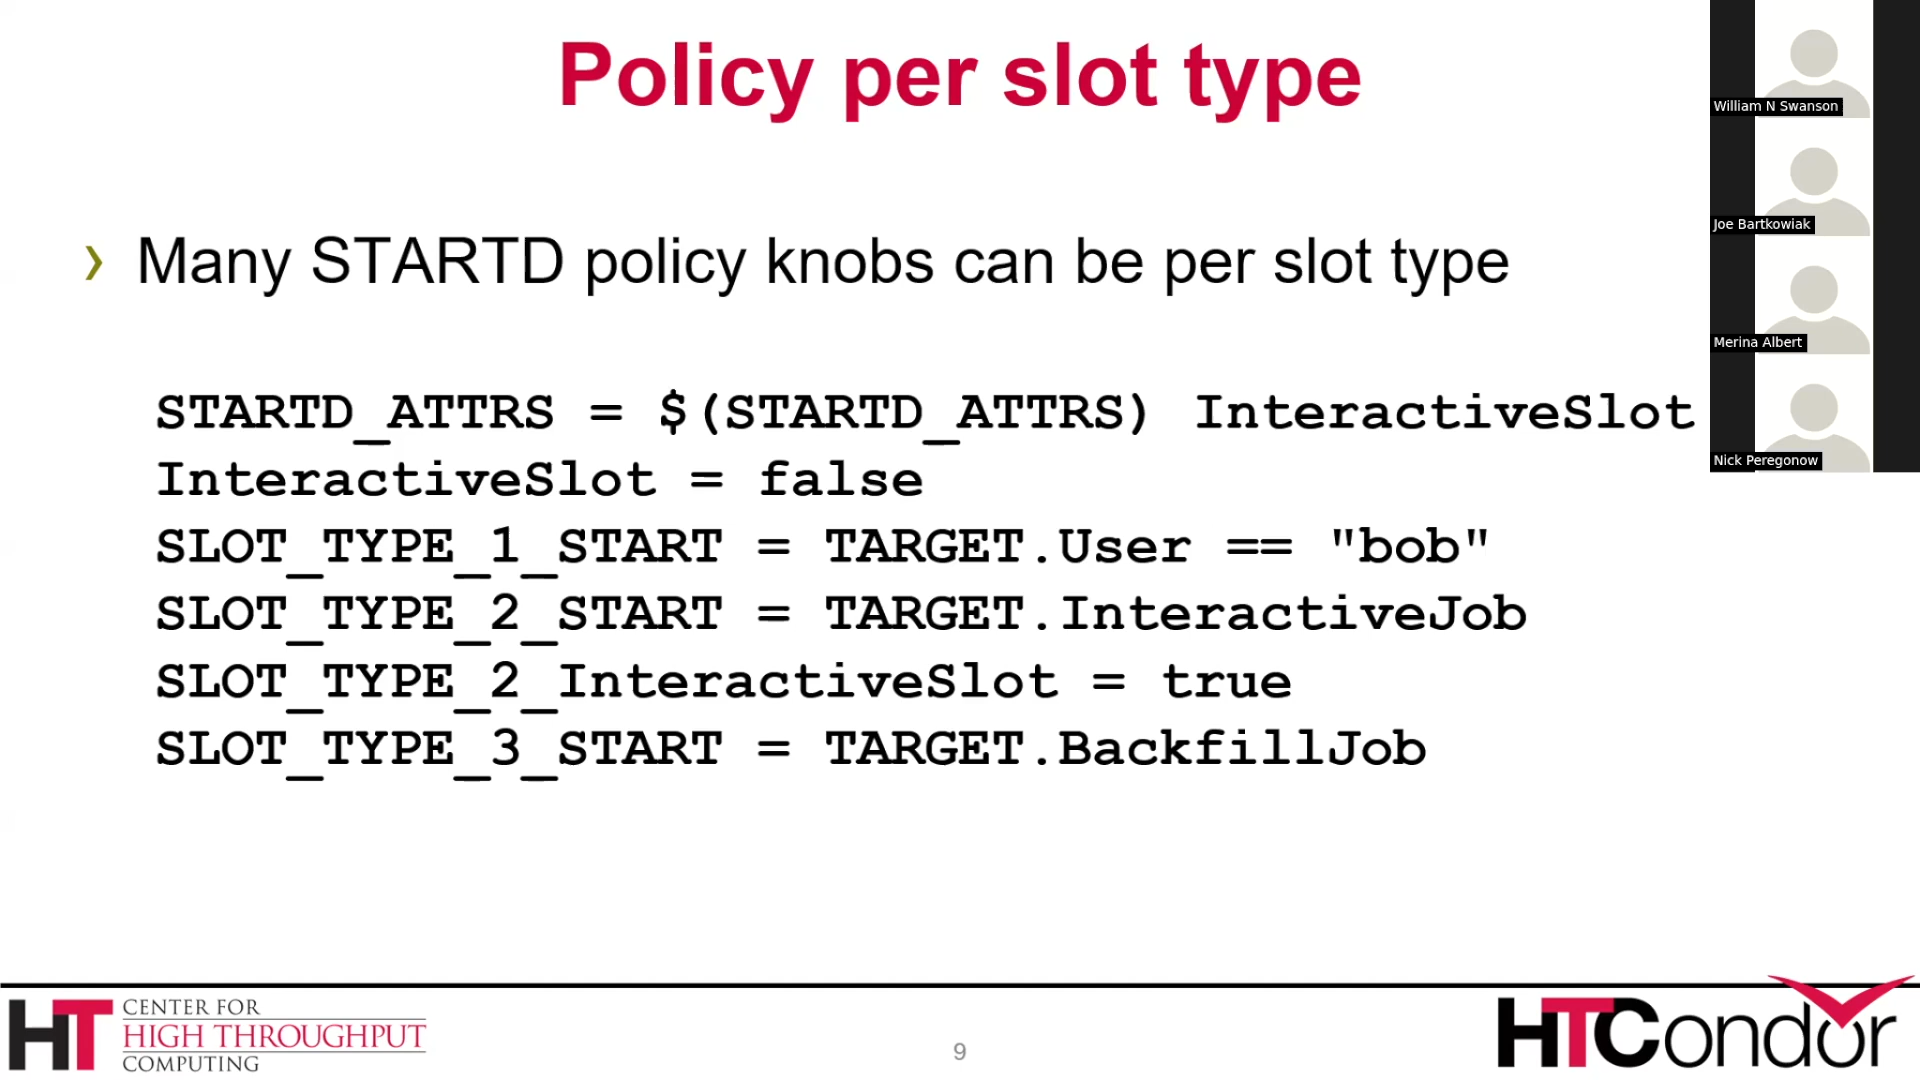 Policy per slot type
› Many STARTD policy knobs can be per slot type
STARTD_ATTRS = $(STARTD_ATTRS) InteractiveSlot
InteractiveSlot = false
SLOT_TYPE_1_START = TARGET.User == "bob"
SLOT_TYPE_2_START = TARGET.InteractiveJob
SLOT_TYPE_2_InteractiveSlot = true
SLOT_TYPE_3_START = TARGET.BackfillJob
William N Swanson
Joe Bartkowiak
Merina Albert
Nick Peregonow
HT
CENTER FOR
HIGH THROUGHPUT
COMPUTING
9
HTCondor